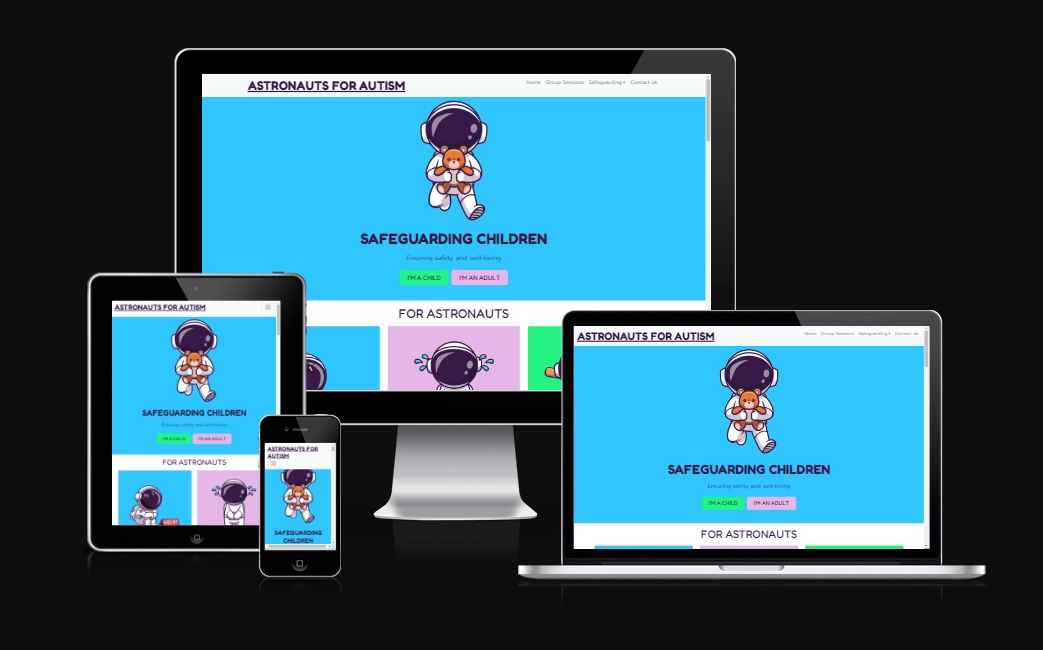 ASTRONAUTS FOR AUTISM
Home Group Sessions Safeguarding Contact Us
SAFEGUARDING CHILDREN
Ensuring safety and well-being
I'M A CHILD I'M AN ADULT
FOR ASTRONAUTS
ASTRONAUTS FOR AUTISM
SAFEGUARDING CHILDREN
Ensuring safety and well-being
I'M A CHILD I'M AN ADULT
FOR ASTRONAUTS
ASTRONAUTS FOR
AUTISM
SAFEGUARDING
CHILDREN
ASTRONAUTS FOR AUTISM
Home Group Sessions Safeguarding Contact Us
SAFEGUARDING CHILDREN
Ensuring safety and well-being
I'M A CHILD I'M AN ADULT
FOR ASTRONAUTS